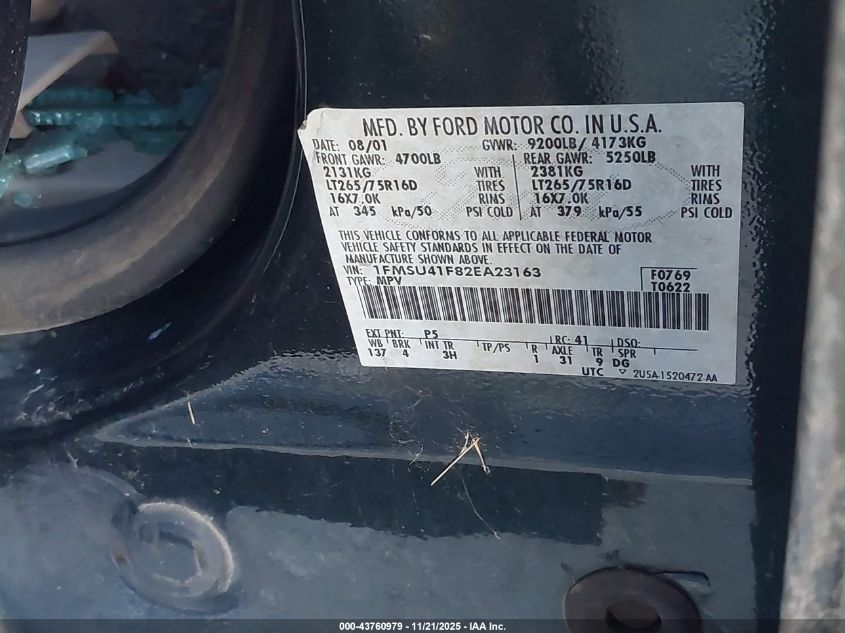 MFD. BY FORD MOTOR CO. IN U.S.A.
DATE: 08/01 GVWR: 9200LB/ 4173KG
FRONT GAWR: 4700LB REAR GAWR: 5250LB
2131KG WITH 2381KG WITH
LT265/75R16D TIRES LT265/75R16D TIRES
16X7.0K RIMS 16X7.0K RIMS
AT 345 kPa/50 PSI COLD AT 379 kPa/55 PSI COLD
THIS VEHICLE CONFORMS TO ALL APPLICABLE FEDERAL MOTOR
VEHICLE SAFETY STANDARDS IN EFFECT ON THE DATE OF
MANUFACTURE SHOWN ABOVE.
VIN: 1FMSU41F82EA23163 F0769
TYPE: MPV T0622
EXT PNT: P5 RC: 41 DSO:
WB BRK INT TR TP/PS R AXLE TR SPR
137 4 3H 1 31 9 DG
UTC ▽ 2U5A-1520472 AA
000-43760979 - 11/21/2025 - IAA Inc.